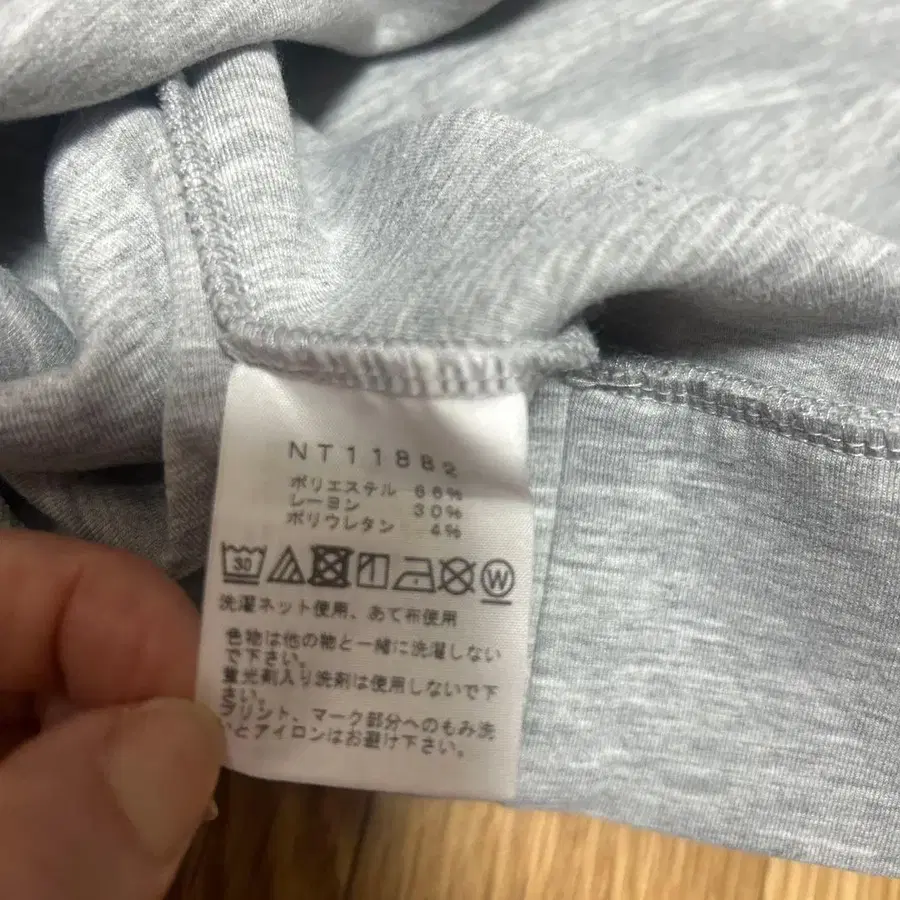 NT11882
ポリエステル 66%
レーヨン 30%
ポリウレタン 4%
30 W
洗濯ネット使用、あて布使用
色物は他の物と一緒に洗濯しない
で下さい。
蛍光剤入り洗剤は使用しないで下
さい。
プリント、マーク部分へのもみ洗
いとアイロンはお避け下さい。